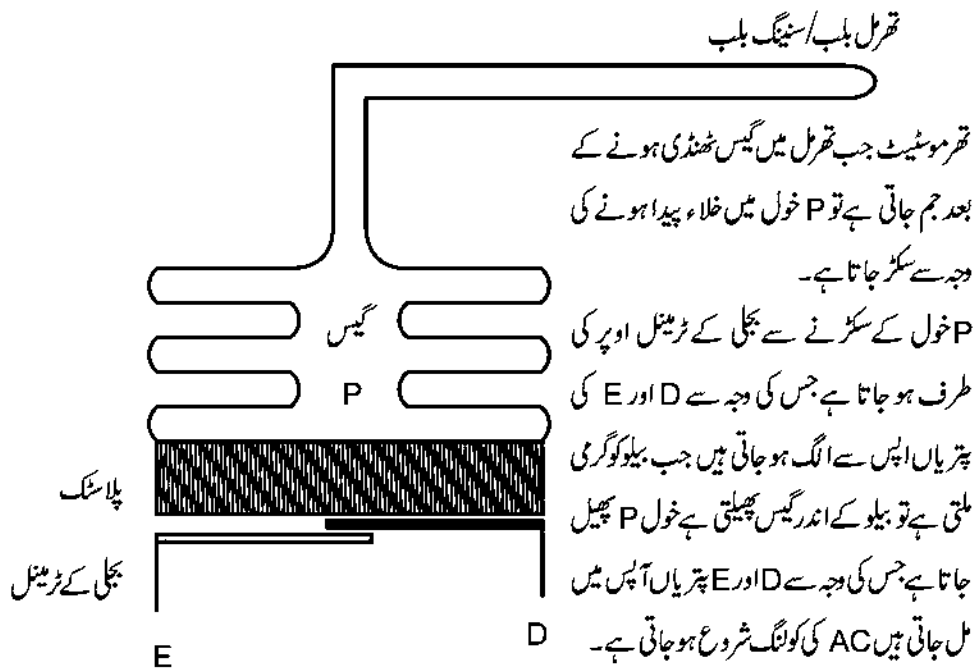 تھرمل بلب/سنینگ بلب
تھرموسٹیٹ جب تھرمل میں گیس ٹھنڈی ہونے کے
بعد جم جاتی ہے تو P خول میں خلاء پیدا ہونے کی
وجہ سے سکڑ جاتا ہے۔
P خول کے سکڑنے سے بجلی کے ٹرمینل اوپر کی
طرف ہو جاتا ہے جس کی وجہ سے D اور E کی
پتریاں اپس سے الگ ہو جاتی ہیں جب بیلو کو گرمی
ملتی ہے تو بیلو کے اندر گیس پھیلتی ہے خول P پھیل
جاتا ہے جس کی وجہ سے D اور E پتریاں آپس میں
مل جاتی ہیں AC کی کولنگ شروع ہو جاتی ہے۔
گیس
P
پلاسٹک
بجلی کے ٹرمینل
E
D